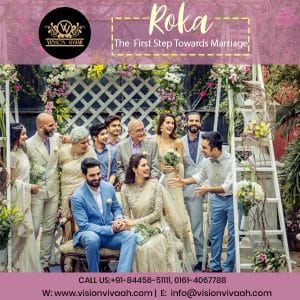 Roka
The First Step Towards Marriage
VISION VIVAAH
CALL US:+91-84456-51111, 0161-4067788
W: www.visionvivaah.com | E: info@visionvivaah.com